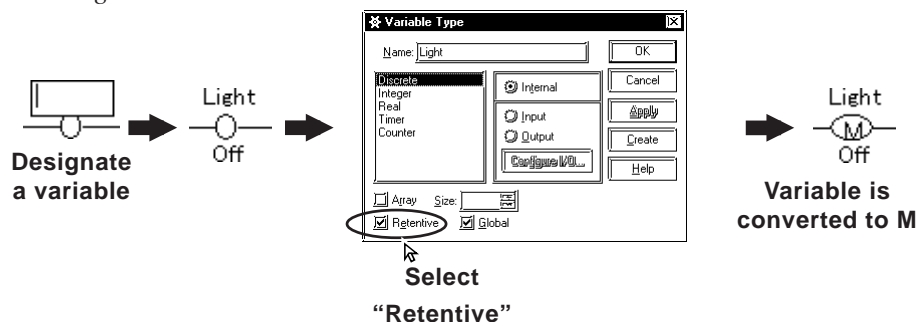 Designate
a variable
Light
Off
Variable Type
Name: Light
OK
Discrete
Integer
Real
Timer
Counter
Internal
Input
Output
Configure I/O...
Cancel
Apply
Create
Help
Array Size:
Retentive Global
Select
“Retentive”
Light
M
Off
Variable is
converted to M